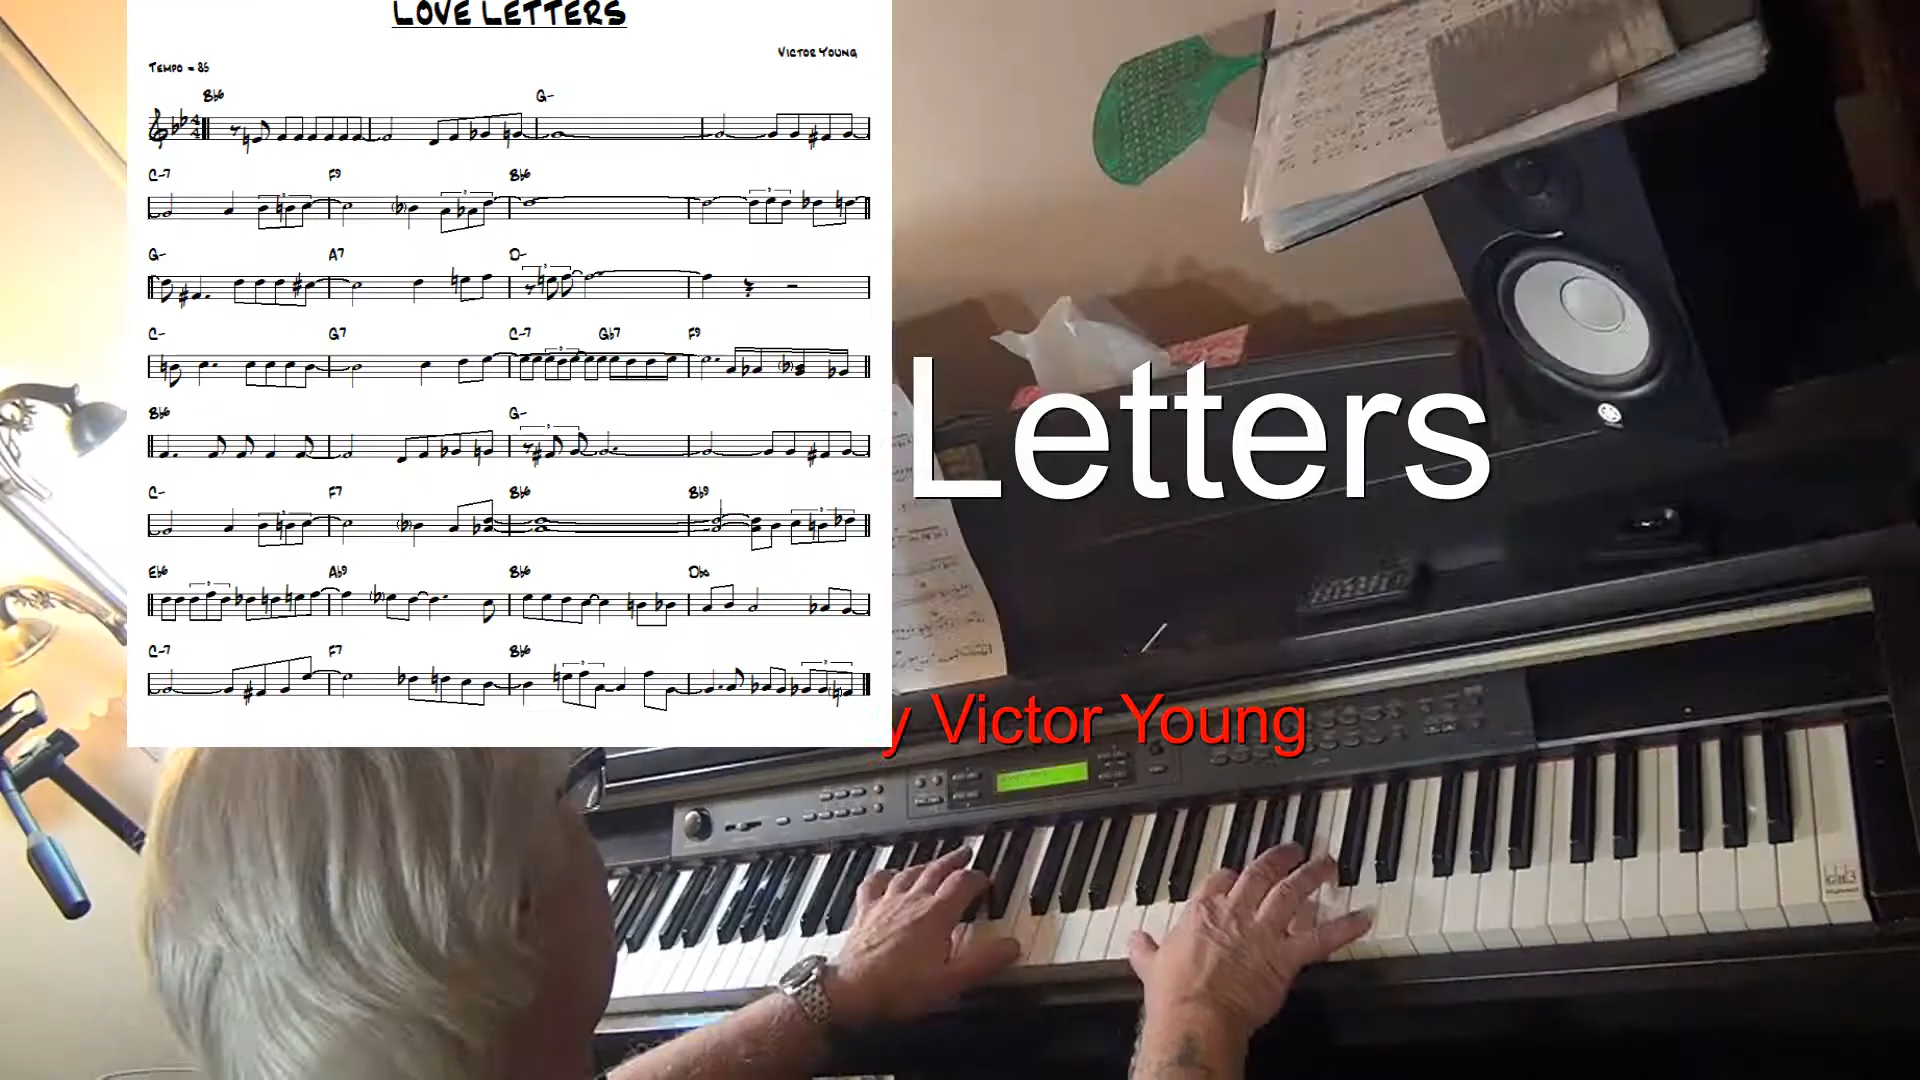 LOVE LETTERS
VICTOR YOUNG
TEMPO = 85
Bb6 G-
C-7 F9 Bb6
G- A7 D-
C- G7 C-7 Gb7 F9
Bb6 G-
C- F7 Bb6 Bb9
Eb6 Ab9 Bb6
C-7 F7 Bb6
Letters
y Victor Young